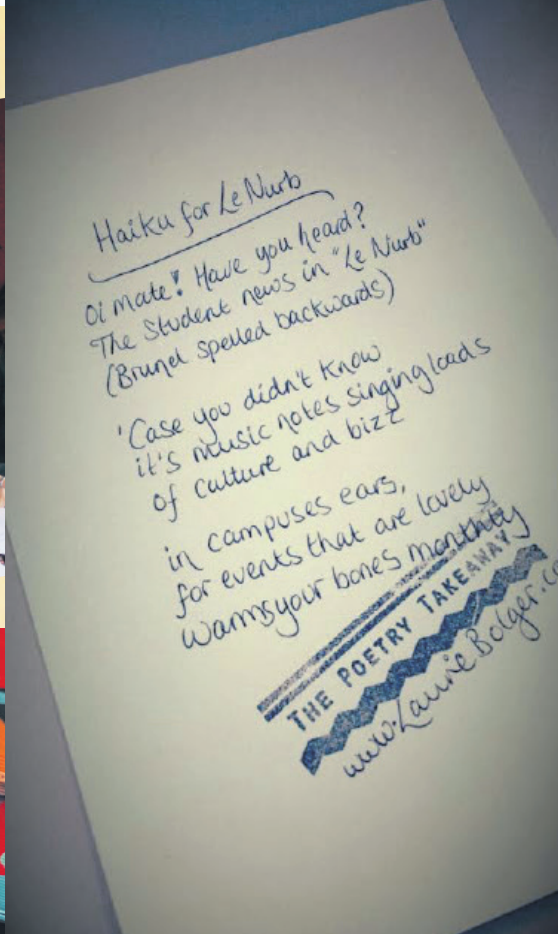 Haiku for Le Nurb
Oi mate! Have you heard?
The Student news in "Le Nurb"
(Brunel spelled backwards)
'Case you didn't know
it's music notes singing loads
of culture and bizz
in campuses ears,
for events that are lovely
warms your bones monthly
THE POETRY TAKEAWAY
www.Laurie Bolger.co